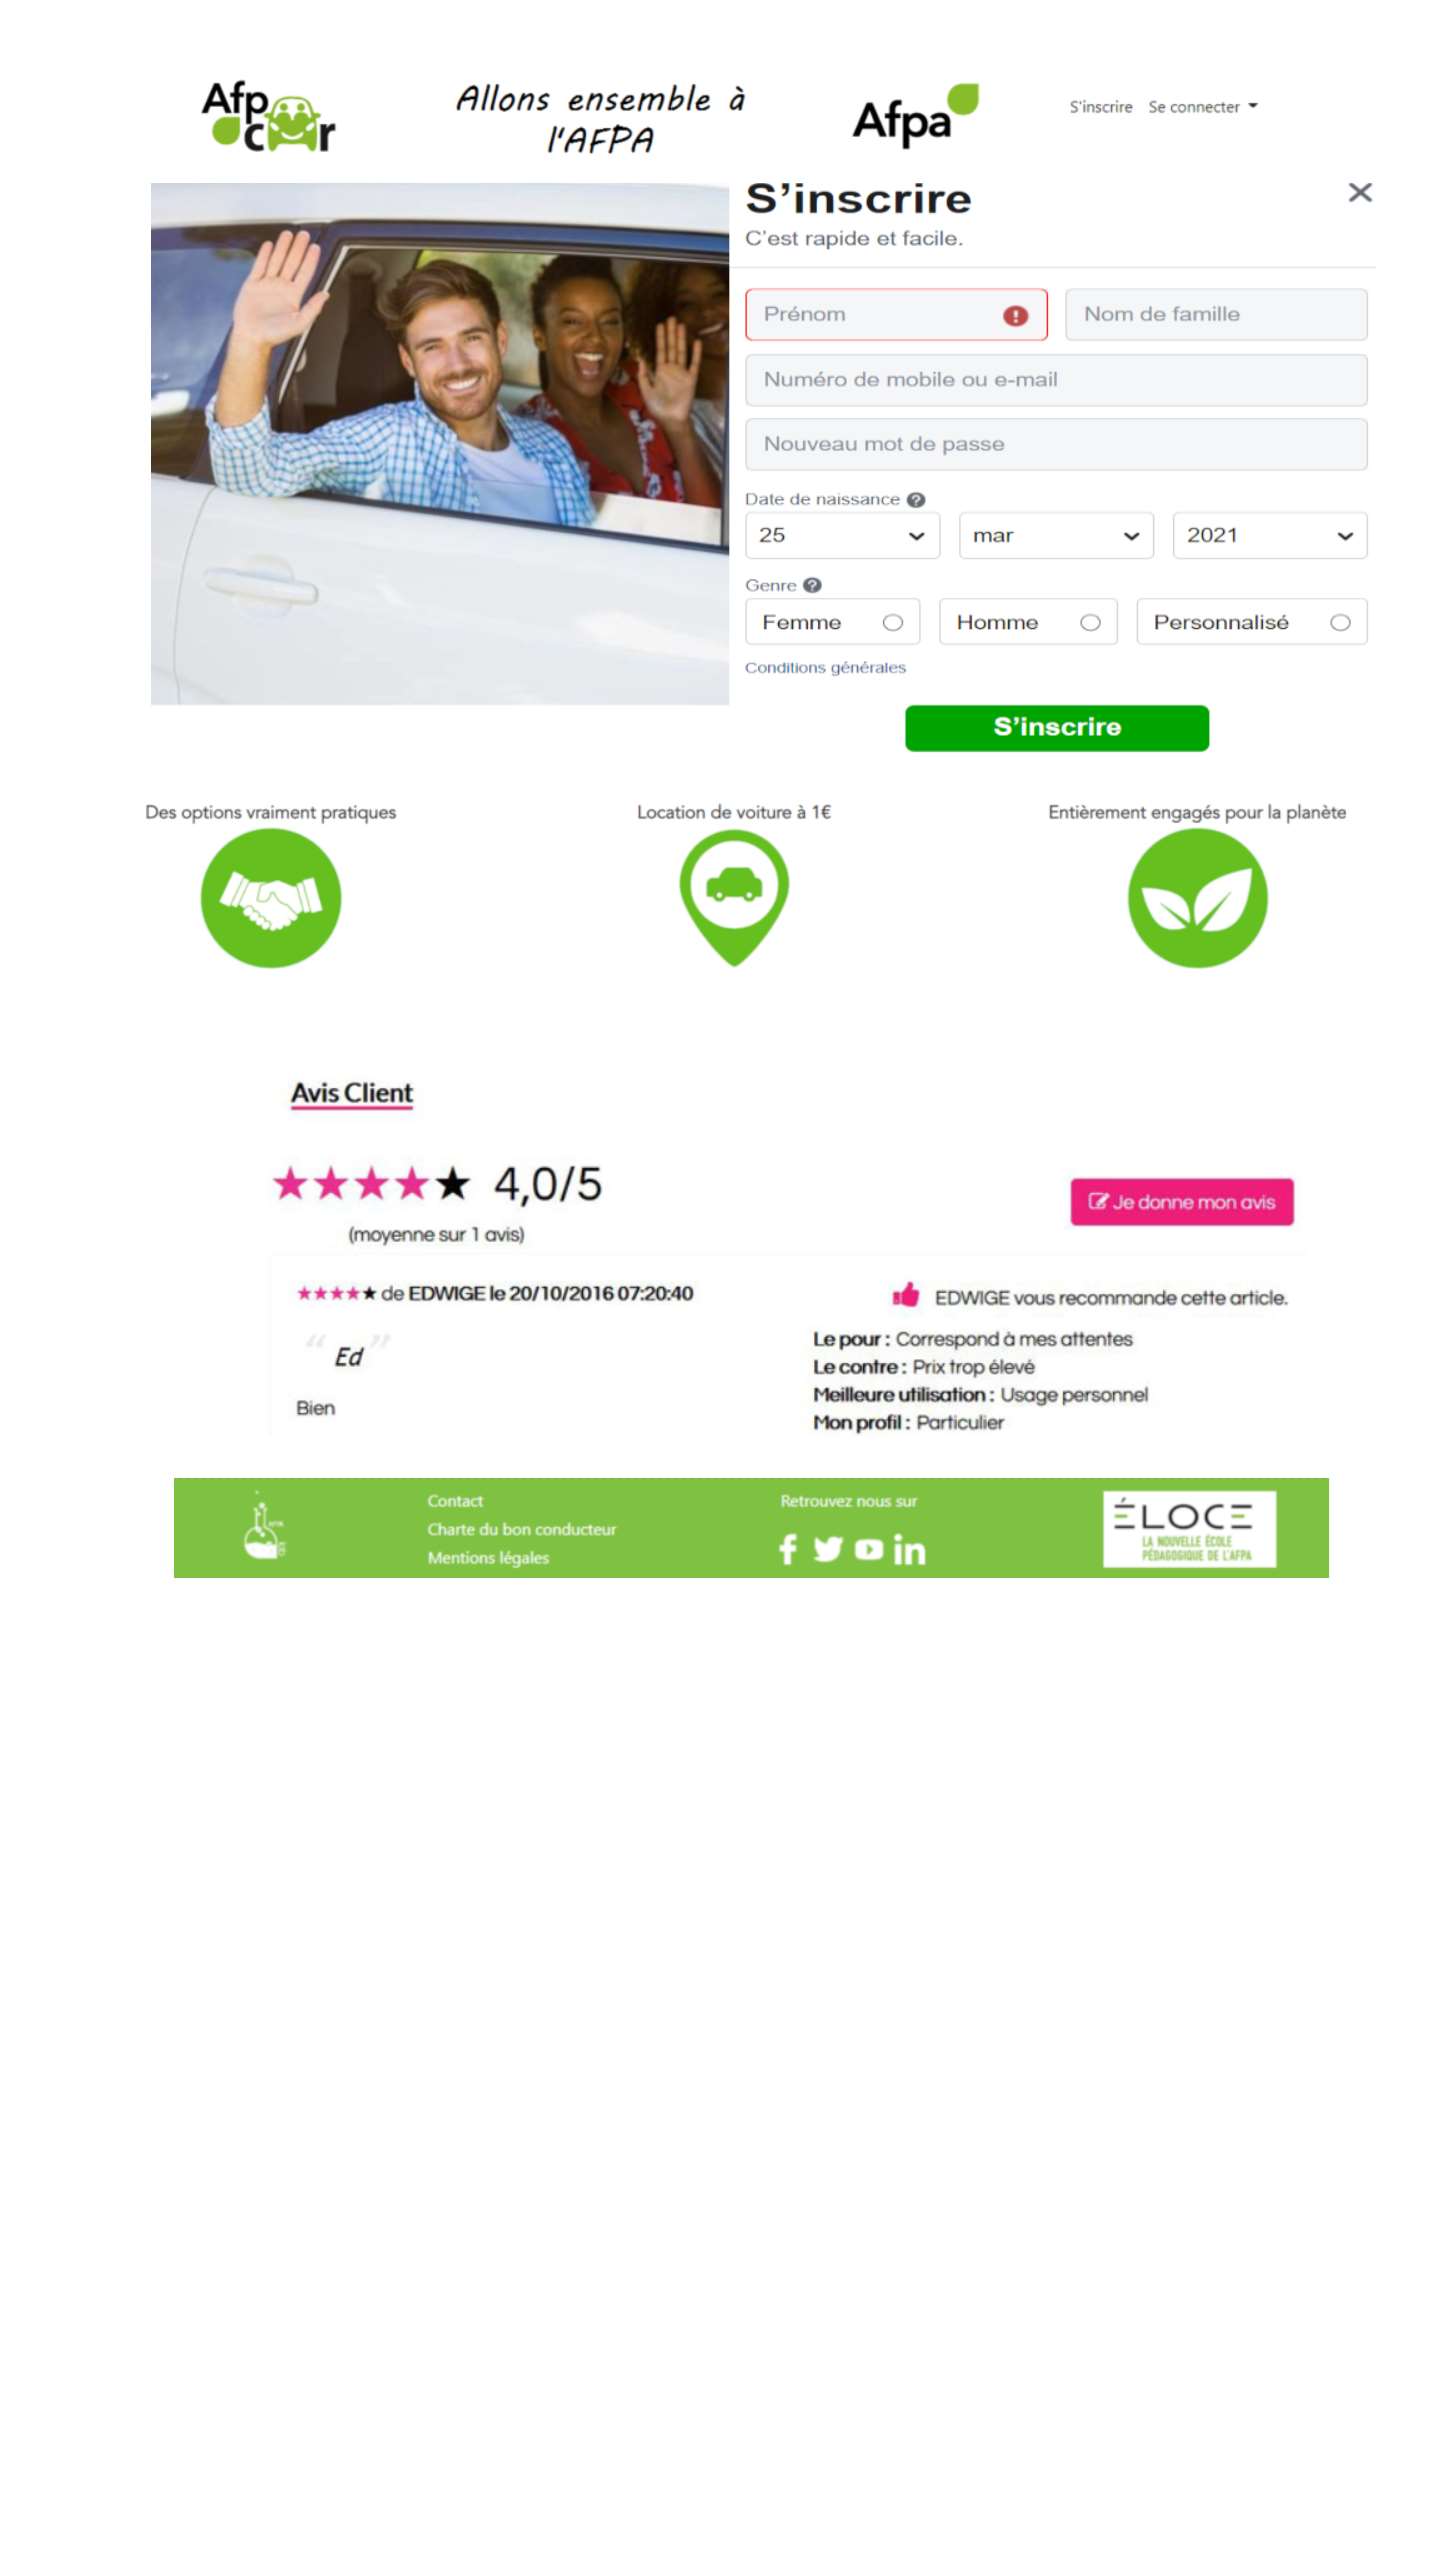 Afp
car
Allons ensemble à
l'AFPA
Afpa
S'inscrire Se connecter
S'inscrire
C'est rapide et facile.
Prénom Nom de famille
Numéro de mobile ou e-mail
Nouveau mot de passe
Date de naissance
25 mar 2021
Genre
Femme Homme Personnalisé
Conditions générales
S'inscrire
Des options vraiment pratiques Location de voiture à 1€ Entièrement engagés pour la planète
Avis Client
4,0/5
Je donne mon avis
(moyenne sur 1 avis)
de EDWIGE le 20/10/2016 07:20:40
“ Ed ”
Bien
EDWIGE vous recommande cette article.
Le pour : Correspond à mes attentes
Le contre : Prix trop élevé
Meilleure utilisation : Usage personnel
Mon profil : Particulier
Contact
Charte du bon conducteur
Mentions légales
Retrouvez nous sur
ÉLOCE
LA NOUVELLE ÉCOLE
PÉDAGOGIQUE DE L'AFPA